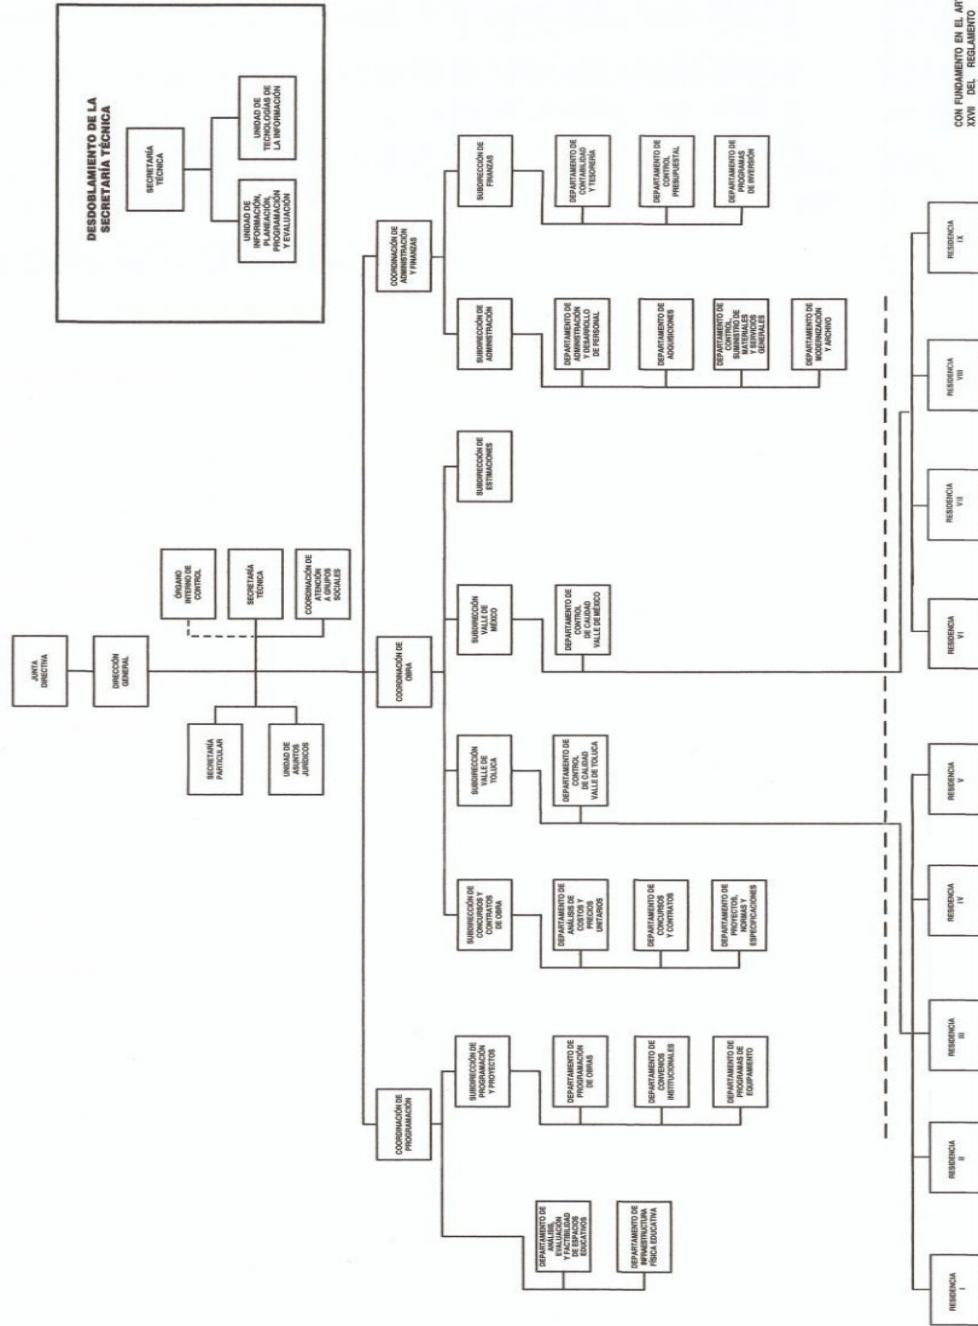 JUNTA
DIRECTIVA
DIRECCIÓN
GENERAL
SECRETARÍA
PARTICULAR
UNIDAD DE
ASUNTOS
JURÍDICOS
ÓRGANO
INTERNO DE
CONTROL
SECRETARÍA
TÉCNICA
COORDINACIÓN DE
ATENCIÓN
A GRUPOS
SOCIALES
DESDOBLAMIENTO DE LA
SECRETARÍA TÉCNICA
SECRETARÍA
TÉCNICA
UNIDAD DE
INFORMACIÓN,
PLANEACIÓN,
PROGRAMACIÓN
Y EVALUACIÓN
UNIDAD DE
TECNOLOGÍAS DE
LA INFORMACIÓN
COORDINACIÓN DE
PROGRAMACIÓN
COORDINACIÓN DE
OBRA
COORDINACIÓN DE
ADMINISTRACIÓN
Y FINANZAS
SUBDIRECCIÓN DE
PROGRAMACIÓN
Y PROYECTOS
SUBDIRECCIÓN DE
CONCURSOS Y
CONTRATOS
DE OBRA
SUBDIRECCIÓN
VALLE DE
TOLUCA
SUBDIRECCIÓN
VALLE DE
MÉXICO
SUBDIRECCIÓN DE
ESTIMACIONES
SUBDIRECCIÓN DE
ADMINISTRACIÓN
SUBDIRECCIÓN DE
FINANZAS
DEPARTAMENTO DE
ANÁLISIS,
EVALUACIÓN
Y FACTIBILIDAD
DE ESPACIOS
EDUCATIVOS
DEPARTAMENTO DE
INFRAESTRUCTURA
FÍSICA EDUCATIVA
DEPARTAMENTO DE
PROGRAMACIÓN
DE OBRAS
DEPARTAMENTO DE
CONVENIOS
INSTITUCIONALES
DEPARTAMENTO DE
PROGRAMAS DE
EQUIPAMIENTO
DEPARTAMENTO DE
ANÁLISIS DE
COSTOS Y
PRECIOS
UNITARIOS
DEPARTAMENTO DE
CONCURSOS
Y CONTRATOS
DEPARTAMENTO DE
PROYECTOS,
NORMAS Y
ESPECIFICACIONES
DEPARTAMENTO DE
CONTROL
DE CALIDAD
VALLE DE TOLUCA
DEPARTAMENTO DE
CONTROL
DE CALIDAD
VALLE DE MÉXICO
DEPARTAMENTO DE
ADMINISTRACIÓN
Y DESARROLLO
DE PERSONAL
DEPARTAMENTO DE
ADQUISICIONES
DEPARTAMENTO DE
CONTROL,
SUMINISTRO DE
MATERIALES
Y SERVICIOS
GENERALES
DEPARTAMENTO DE
MODERNIZACIÓN
Y ARCHIVO
DEPARTAMENTO DE
CONTABILIDAD
Y TESORERÍA
DEPARTAMENTO DE
CONTROL
PRESUPUESTAL
DEPARTAMENTO DE
PROGRAMAS
DE INVERSIÓN
RESIDENCIA
I
RESIDENCIA
II
RESIDENCIA
III
RESIDENCIA
IV
RESIDENCIA
V
RESIDENCIA
VI
RESIDENCIA
VII
RESIDENCIA
VIII
RESIDENCIA
IX
CON FUNDAMENTO EN EL
XXVII DEL REGLAMENTO